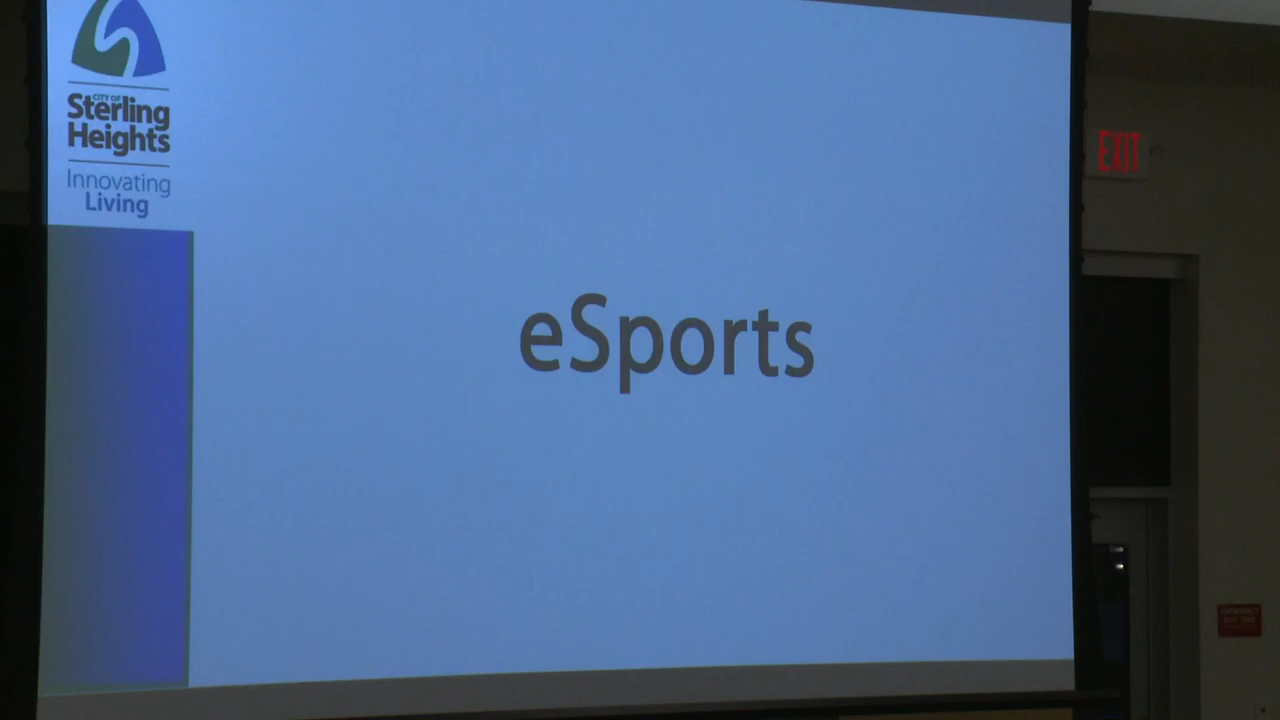 CITY OF
Sterling
Heights
Innovating
Living
eSports
EXIT